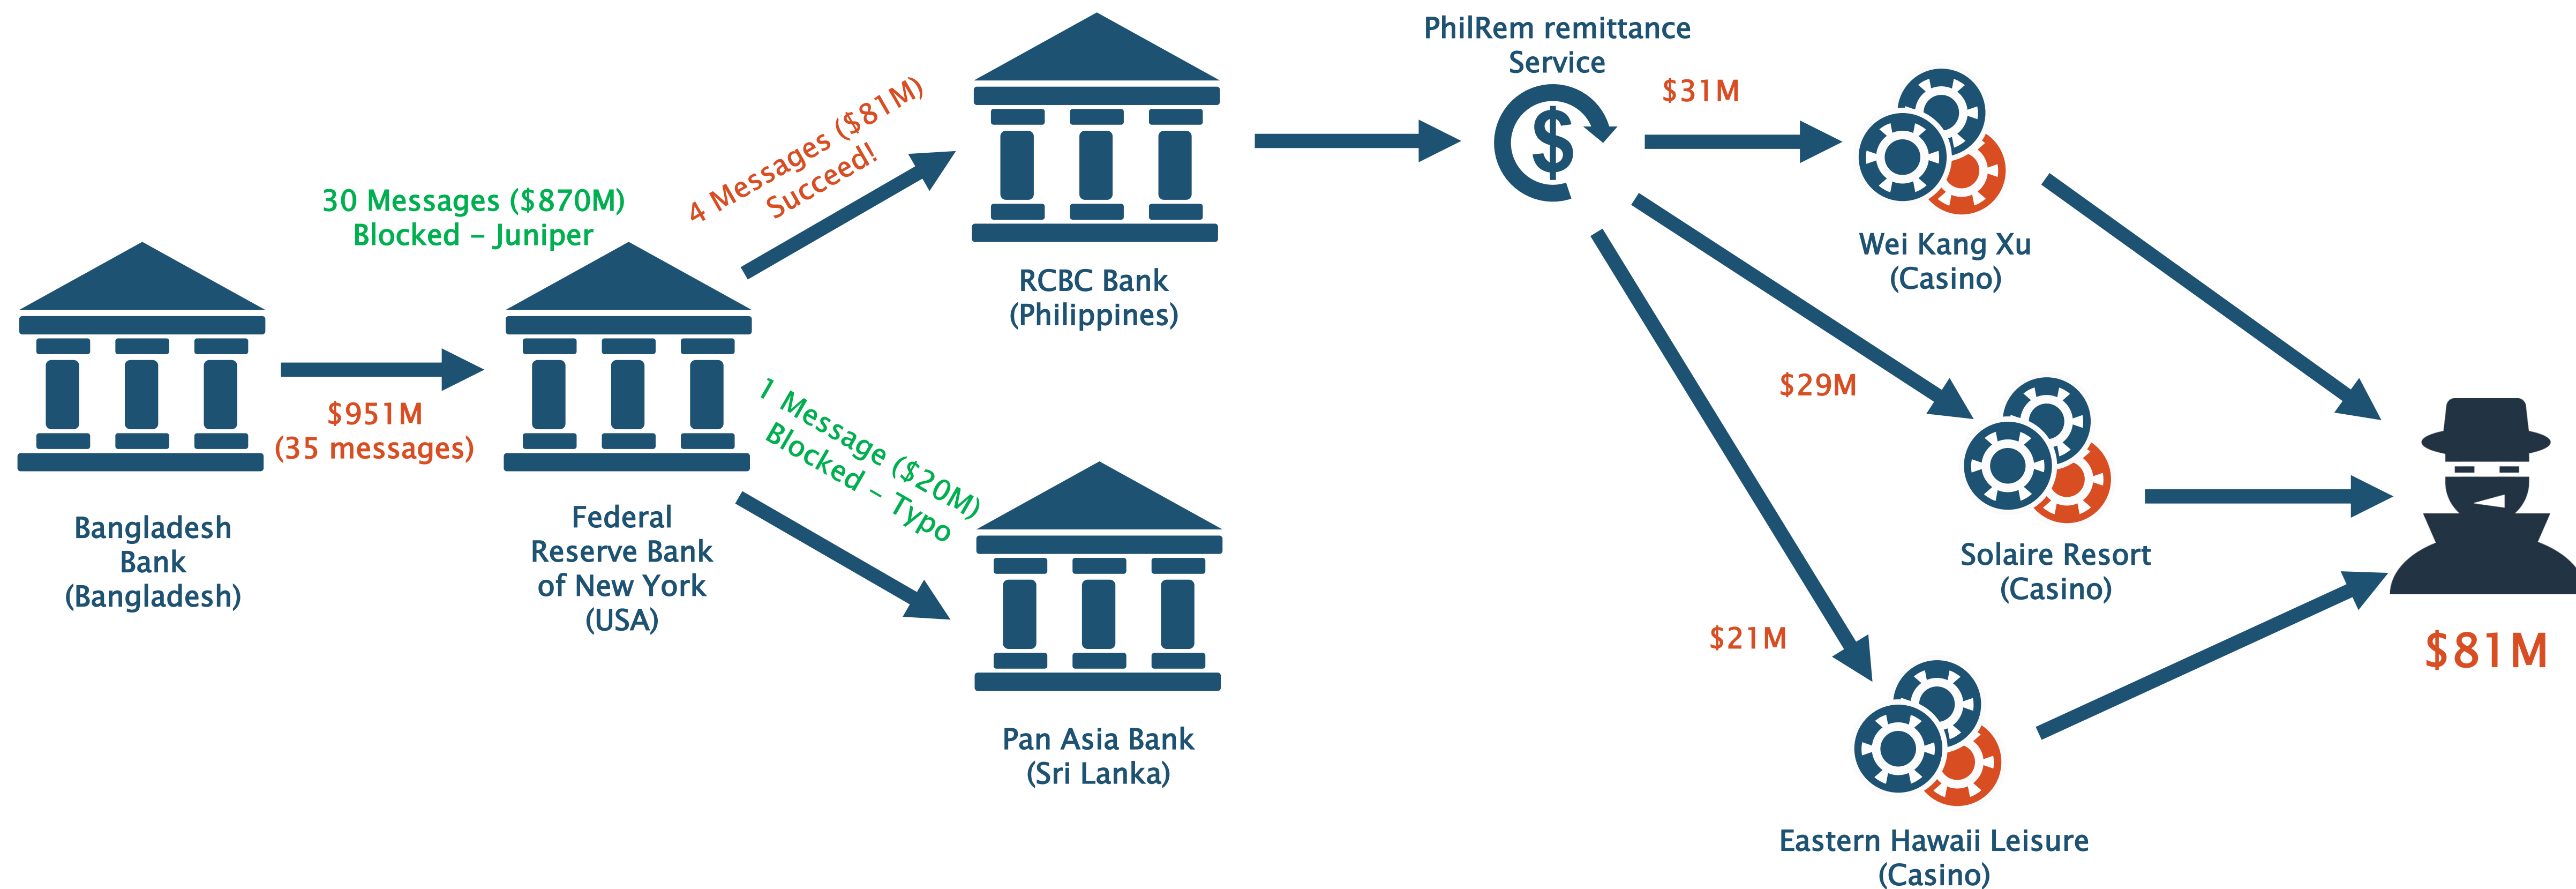 30 Messages ($870M)
Blocked – Juniper
Bangladesh
Bank
(Bangladesh)
$951M
(35 messages)
Federal
Reserve Bank
of New York
(USA)
4 Messages ($81M)
Succeed!
RCBC Bank
(Philippines)
1 Message ($20M)
Blocked – Typo
Pan Asia Bank
(Sri Lanka)
PhilRem remittance
Service
$31M
Wei Kang Xu
(Casino)
$29M
Solaire Resort
(Casino)
$21M
Eastern Hawaii Leisure
(Casino)
$
$81M